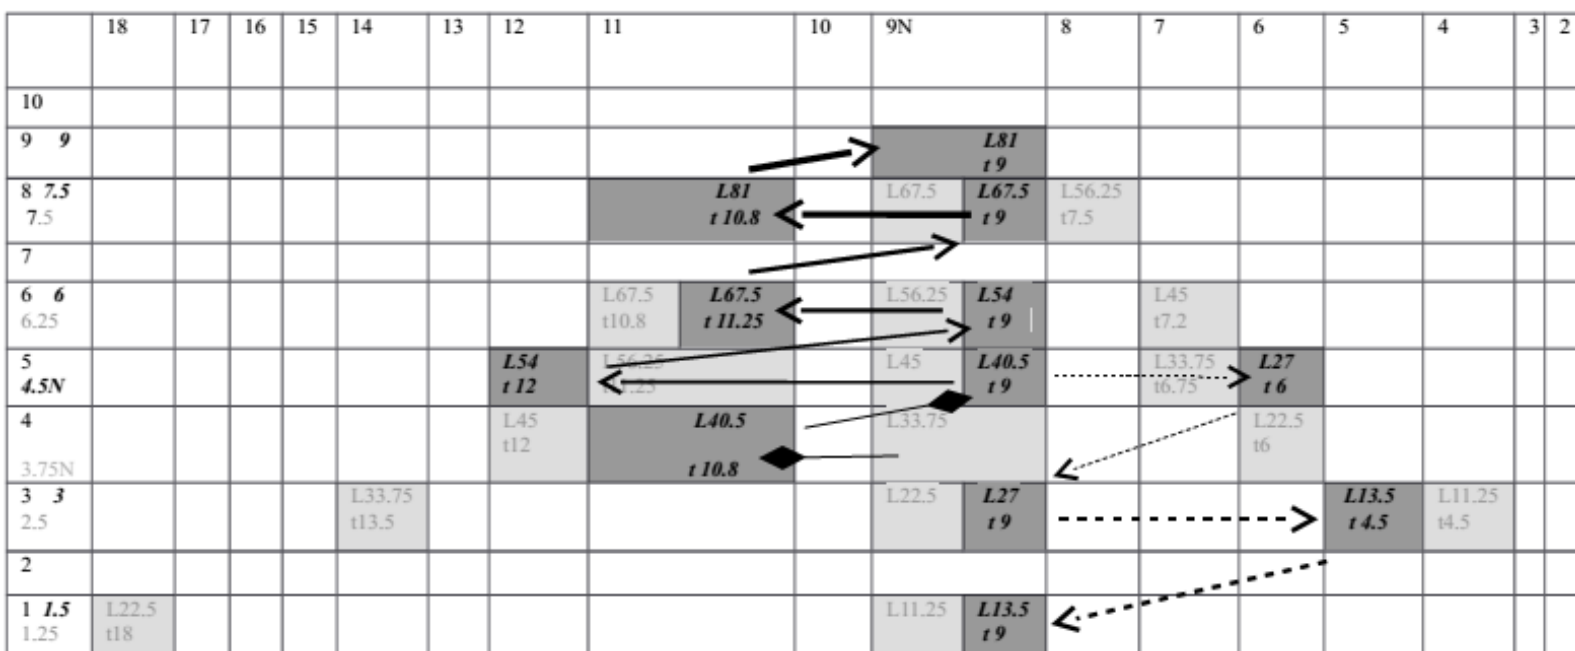 18 17 16 15 14 13 12 11 10 9N 8 7 6 5 4 3 2
10
9 9 L81
t 9
8 7.5 L81 L67.5 L67.5 L56.25
7.5 t 10.8 t 9 t7.5
7
6 6 L67.5 L67.5 L56.25 L54 L45
6.25 t10.8 t 11.25 t 9 t7.2
5 L54 L56.25 L45 L40.5 L33.75 L27
4.5N t 12 t 9 t6.75 t 6
4 L45 L40.5 L33.75 L22.5
t12 t6
3.75N t 10.8
3 3 L33.75 L22.5 L27 L13.5 L11.25
2.5 t13.5 t 9 t 4.5 t4.5
2
1 1.5 L22.5 L11.25 L13.5
1.25 t18 t 9